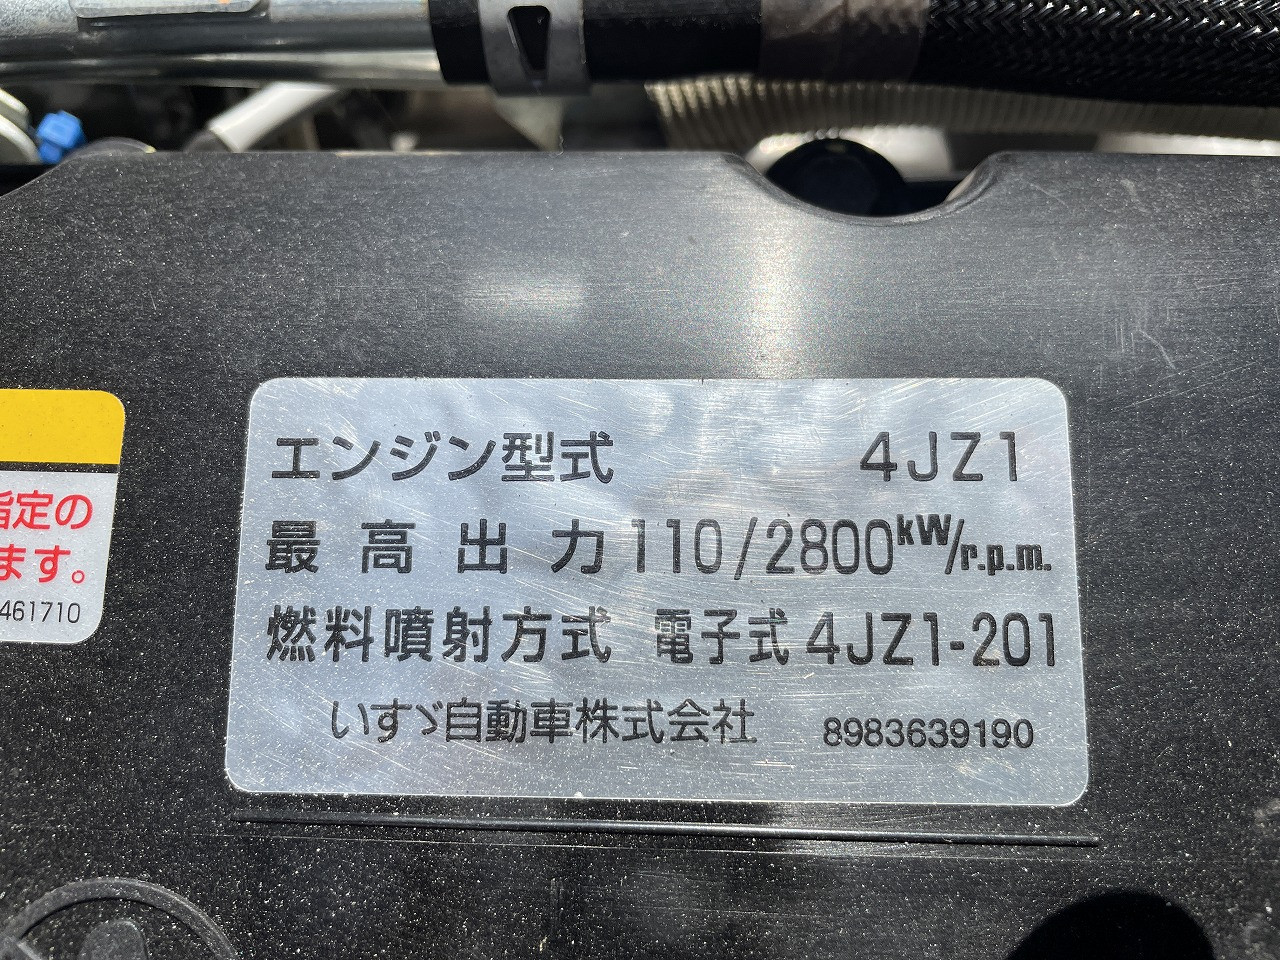 エンジン型式 4JZ1
最高出力 110/2800kW/r.p.m.
燃料噴射方式 電子式 4JZ1-201
いすゞ自動車株式会社 8983639190
指定の
ます。
461710